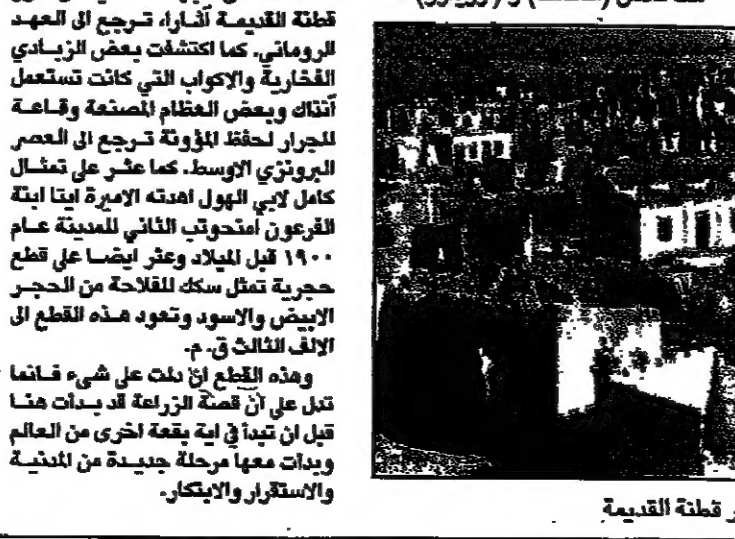 قطنة القديمة آثارا، ترجع الى العهد
الروماني. كما اكتشفت بعض الزبادي
الفخارية والاكواب التي كانت تستعمل
آنذاك وبعض العظام المصنعة وقاعة
للجرار لحفظ المؤونة ترجع الى العصر
البرونزي الاوسط. كما عثر على تمثال
كامل لابي الهول اهدته الاميرة ايتا ابنة
الفرعون أمنحوتب الثاني للمدينة عام
١٩٠٠ قبل الميلاد وعثر ايضا على قطع
حجرية تمثل سكك للفلاحة من الحجر
الابيض والاسود وتعود هذه القطع الى
الالف الثالث ق. م.
وهذه القطع إن دلت على شيء فانما
تدل على أن قصة الزراعة قد بدأت هنا
قبل ان تبدأ في اية بقعة اخرى من العالم
وبدأت معها مرحلة جديدة من المدنية
والاستقرار والابتكار.
قطنة القديمة